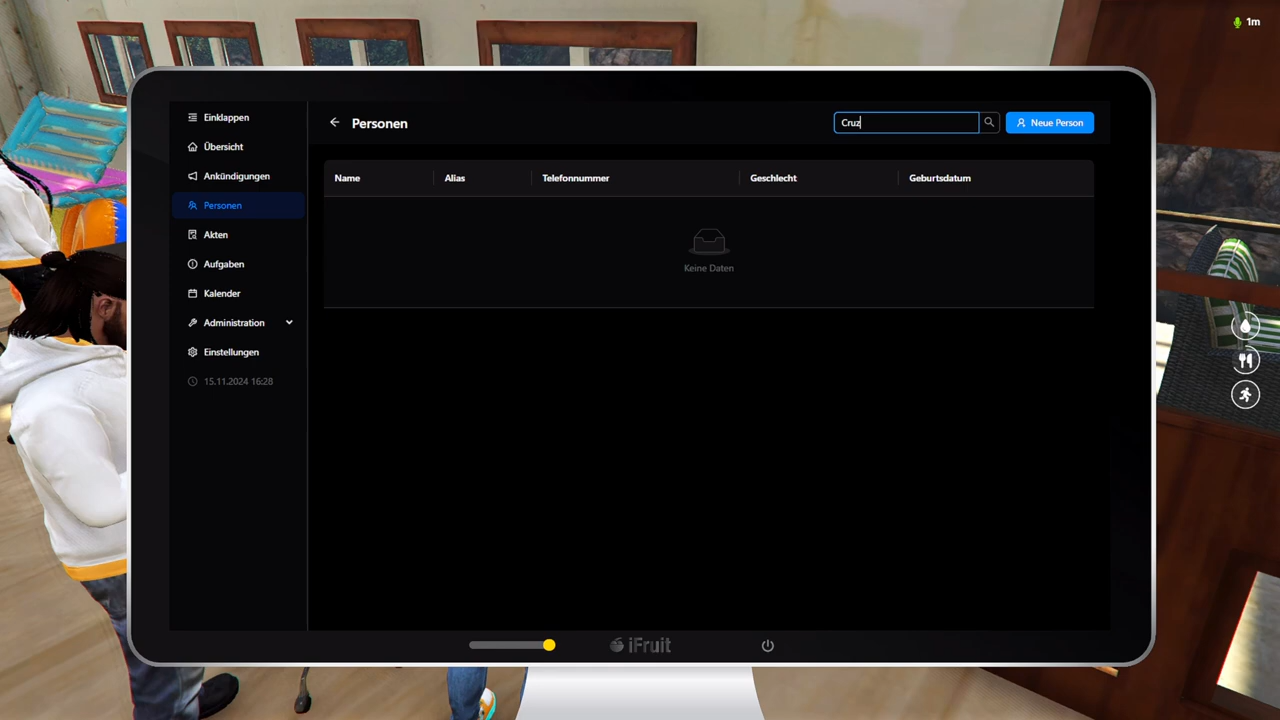 1m
Einklappen
Übersicht
Ankündigungen
Personen
Akten
Aufgaben
Kalender
Administration
Einstellungen
15.11.2024 16:28
Personen
Cruz
Neue Person
Name Alias Telefonnummer Geschlecht Geburtsdatum
Keine Daten
iFruit